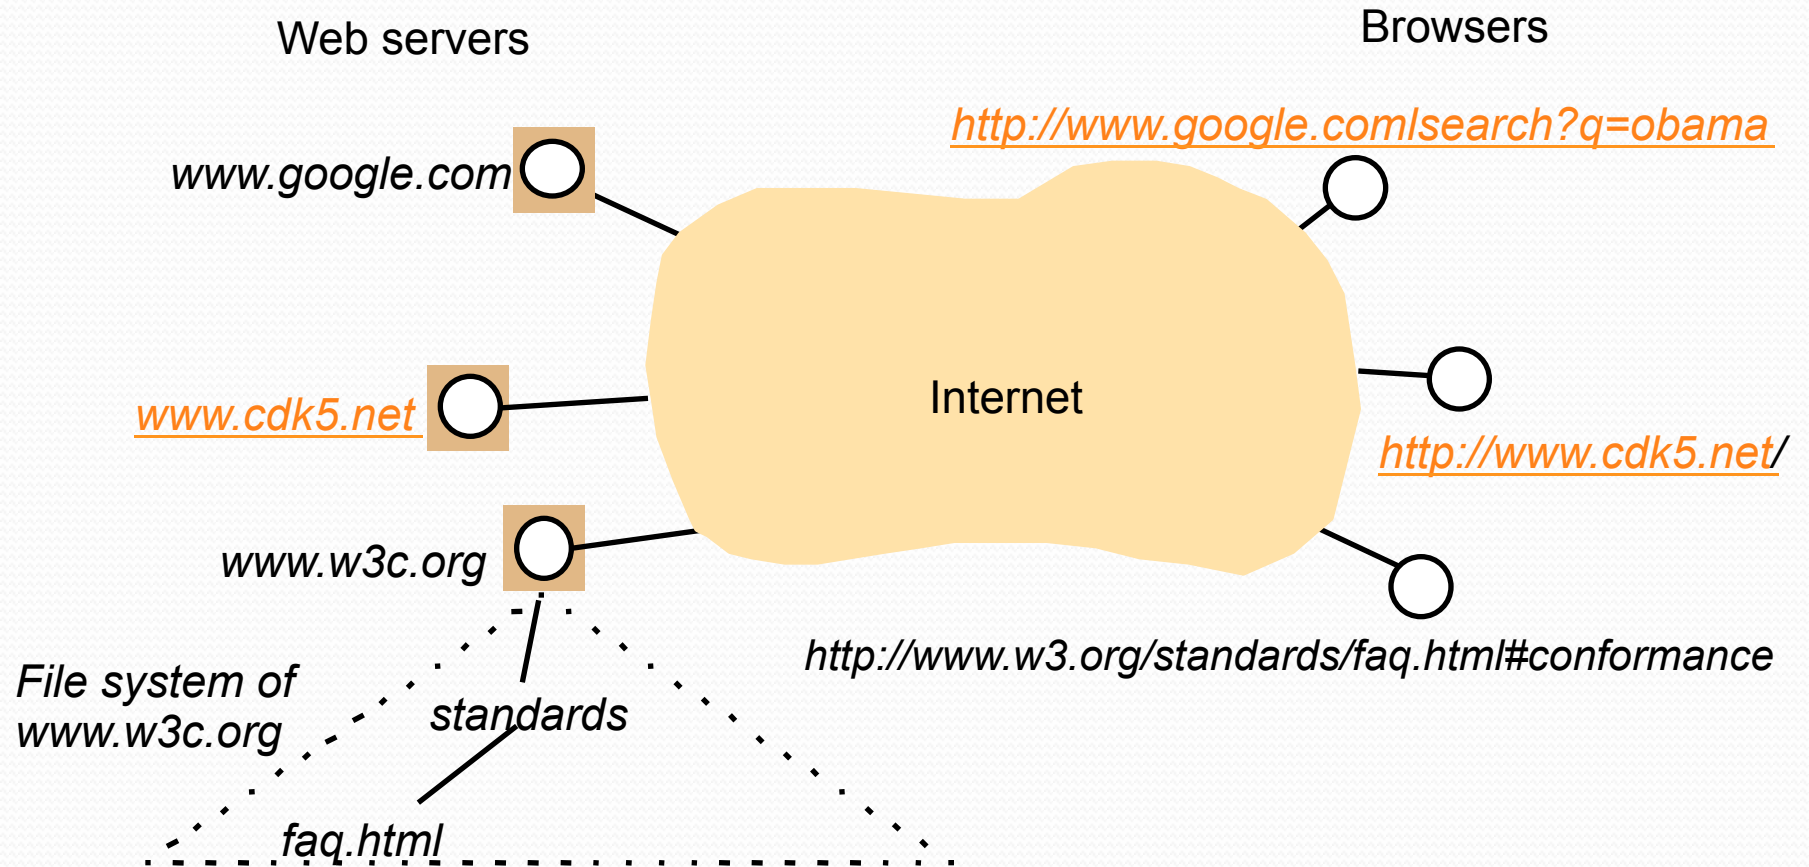 Web servers
Browsers
http://www.google.comlsearch?q=obama
www.google.com
Internet
www.cdk5.net
http://www.cdk5.net/
www.w3c.org
http://www.w3.org/standards/faq.html#conformance
File system of
www.w3c.org
standards
faq.html